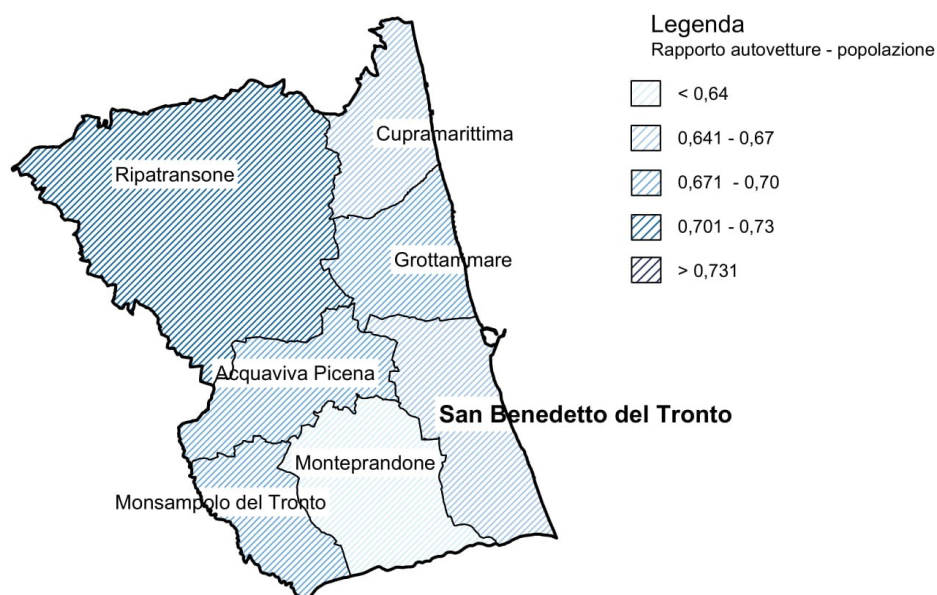 Legenda
Rapporto autovetture - popolazione
< 0,64
0,641 - 0,67
0,671 - 0,70
0,701 - 0,73
> 0,731
Cupramarittima
Ripatransone
Grottammare
Acquaviva Picena
San Benedetto del Tronto
Monteprandone
Monsampolo del Tronto